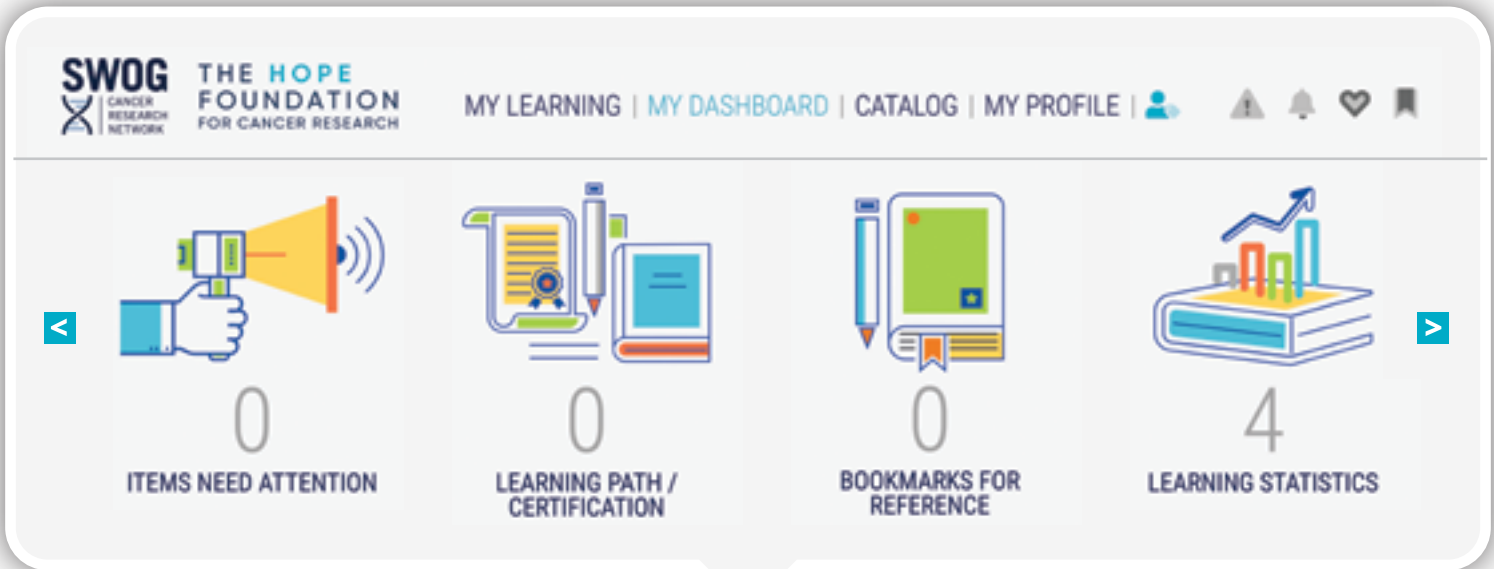 SWOG
CANCER
RESEARCH
NETWORK
THE HOPE
FOUNDATION
FOR CANCER RESEARCH
MY LEARNING | MY DASHBOARD | CATALOG | MY PROFILE |
<
>
0
ITEMS NEED ATTENTION
0
LEARNING PATH /
CERTIFICATION
0
BOOKMARKS FOR
REFERENCE
4
LEARNING STATISTICS